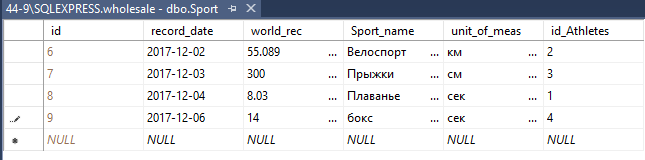 44-9\SQLEXPRESS.wholesale - dbo.Sport
id record_date world_rec Sport_name unit_of_meas id_Athletes
6 2017-12-02 55.089 ... Велоспорт ... км ... 2
7 2017-12-03 300 ... Прыжки ... см ... 3
8 2017-12-04 8.03 ... Плаванье ... сек ... 1
9 2017-12-06 14 ... бокс ... сек ... 4
NULL NULL NULL NULL NULL NULL